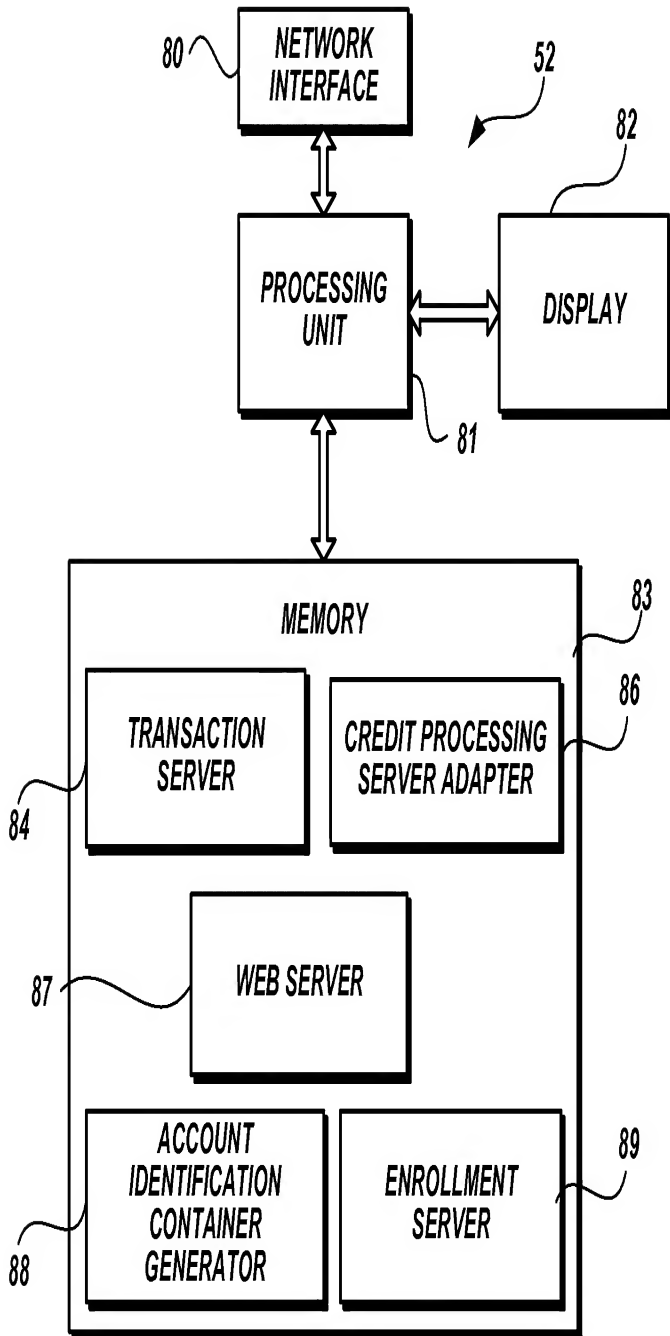 80
NETWORK
INTERFACE
52
82
PROCESSING
UNIT
DISPLAY
81
MEMORY
83
TRANSACTION
SERVER
84
CREDIT PROCESSING
SERVER ADAPTER
86
WEB SERVER
87
ACCOUNT
IDENTIFICATION
CONTAINER
GENERATOR
88
ENROLLMENT
SERVER
89